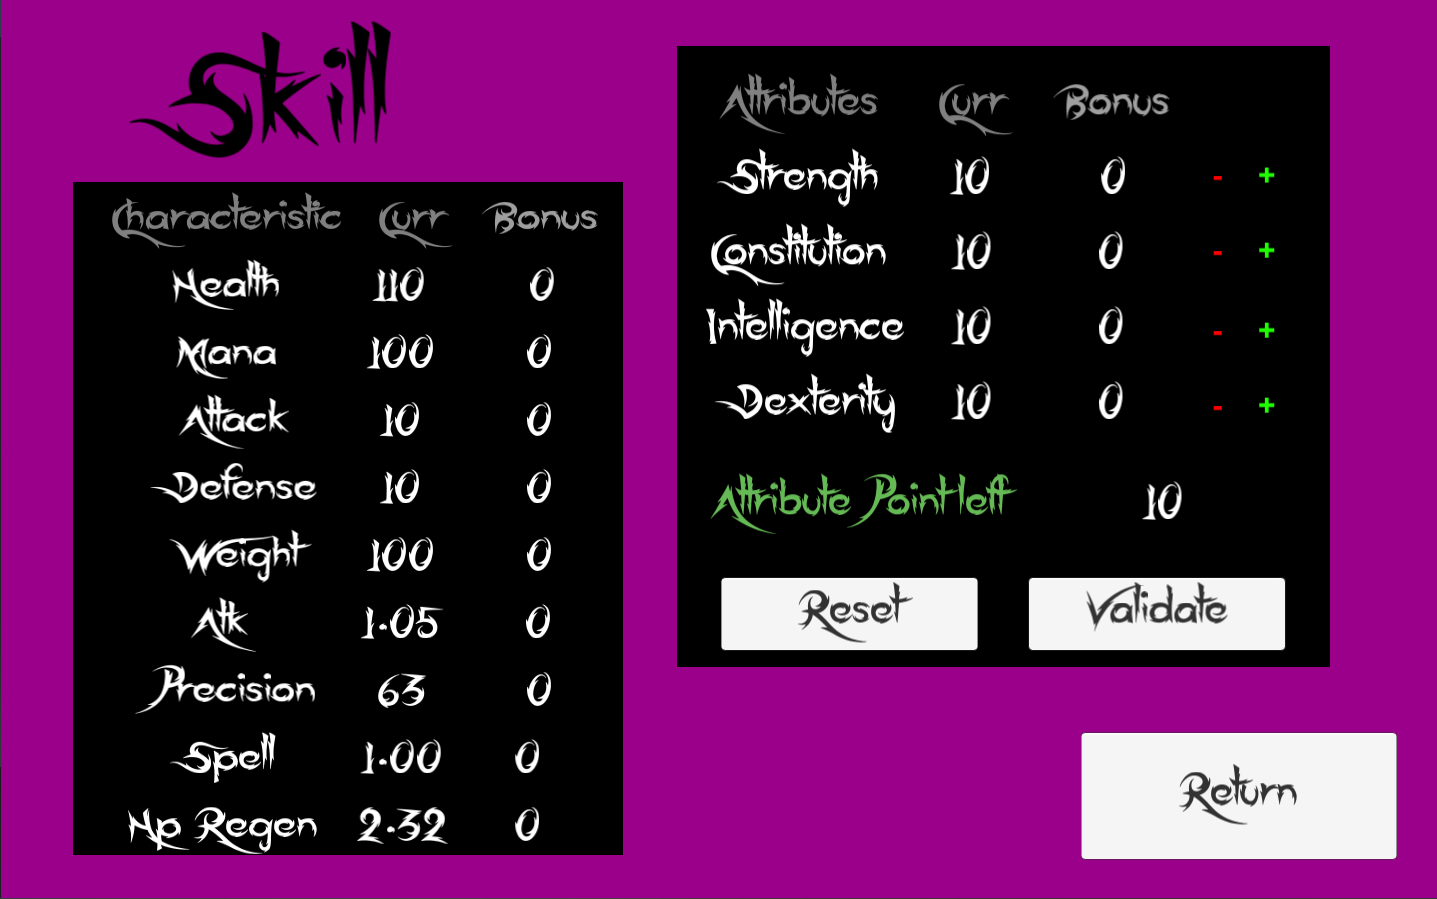 Skill
Characteristic Curr Bonus
Health 110 0
Mana 100 0
Attack 10 0
Defense 10 0
Weight 100 0
Atk 1.05 0
Precision 63 0
Spell 1.00 0
Hp Regen 2.32 0
Attributes Curr Bonus
Strength 10 0 - +
Constitution 10 0 - +
Intelligence 10 0 - +
Dexterity 10 0 - +
Attribute Point left 10
Reset Validate
Return